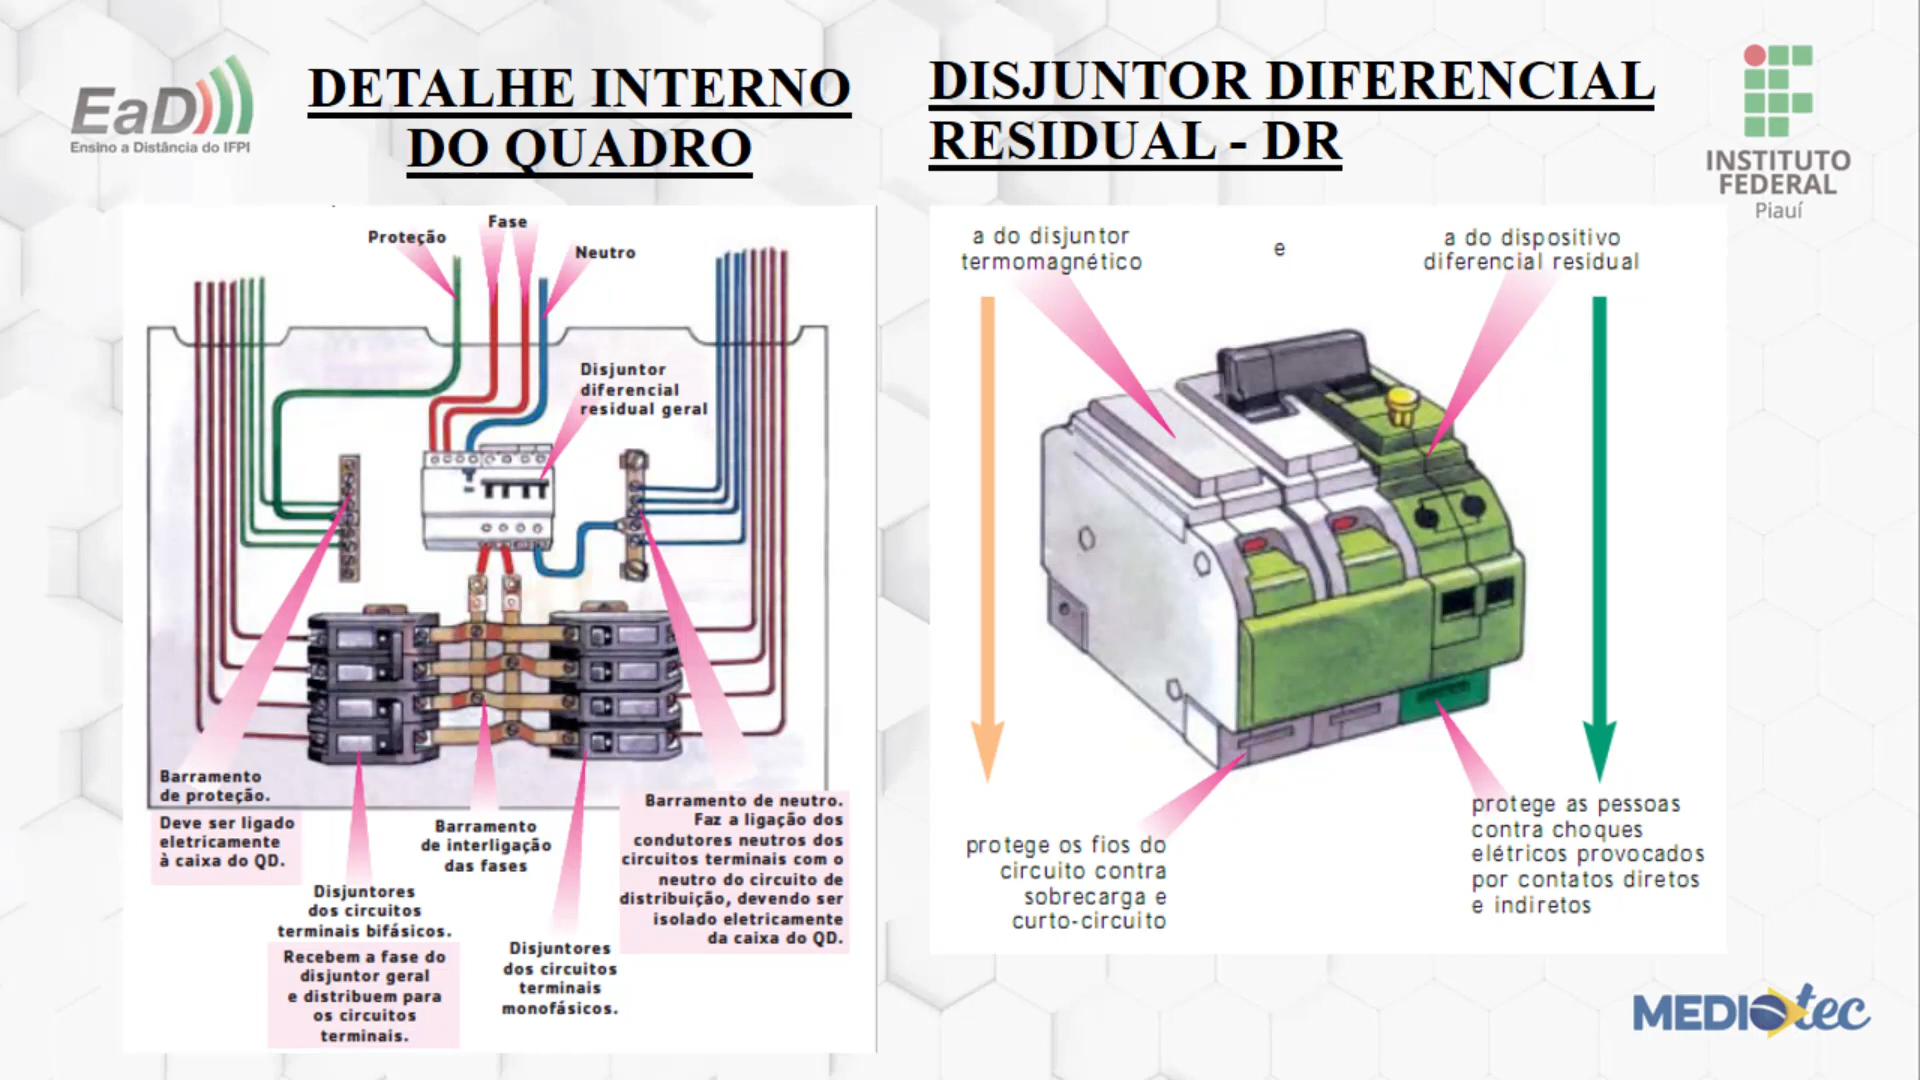 EaD
Ensino a Distância do IFPI
DETALHE INTERNO
DO QUADRO
DISJUNTOR DIFERENCIAL
RESIDUAL - DR
INSTITUTO
FEDERAL
Piauí
Proteção
Fase
Neutro
Disjuntor
diferencial
residual geral
Barramento
de proteção.
Deve ser ligado
eletricamente
à caixa do QD.
Disjuntores
dos circuitos
terminais bifásicos.
Recebem a fase do
disjuntor geral
e distribuem para
os circuitos
terminais.
Barramento
de interligação
das fases
Disjuntores
dos circuitos
terminais
monofásicos.
Barramento de neutro.
Faz a ligação dos
condutores neutros dos
circuitos terminais com o
neutro do circuito de
distribuição, devendo ser
isolado eletricamente
da caixa do QD.
a do disjuntor
termomagnético
e
a do dispositivo
diferencial residual
protege os fios do
circuito contra
sobrecarga e
curto-circuito
protege as pessoas
contra choques
elétricos provocados
por contatos diretos
e indiretos
MEDIOtec